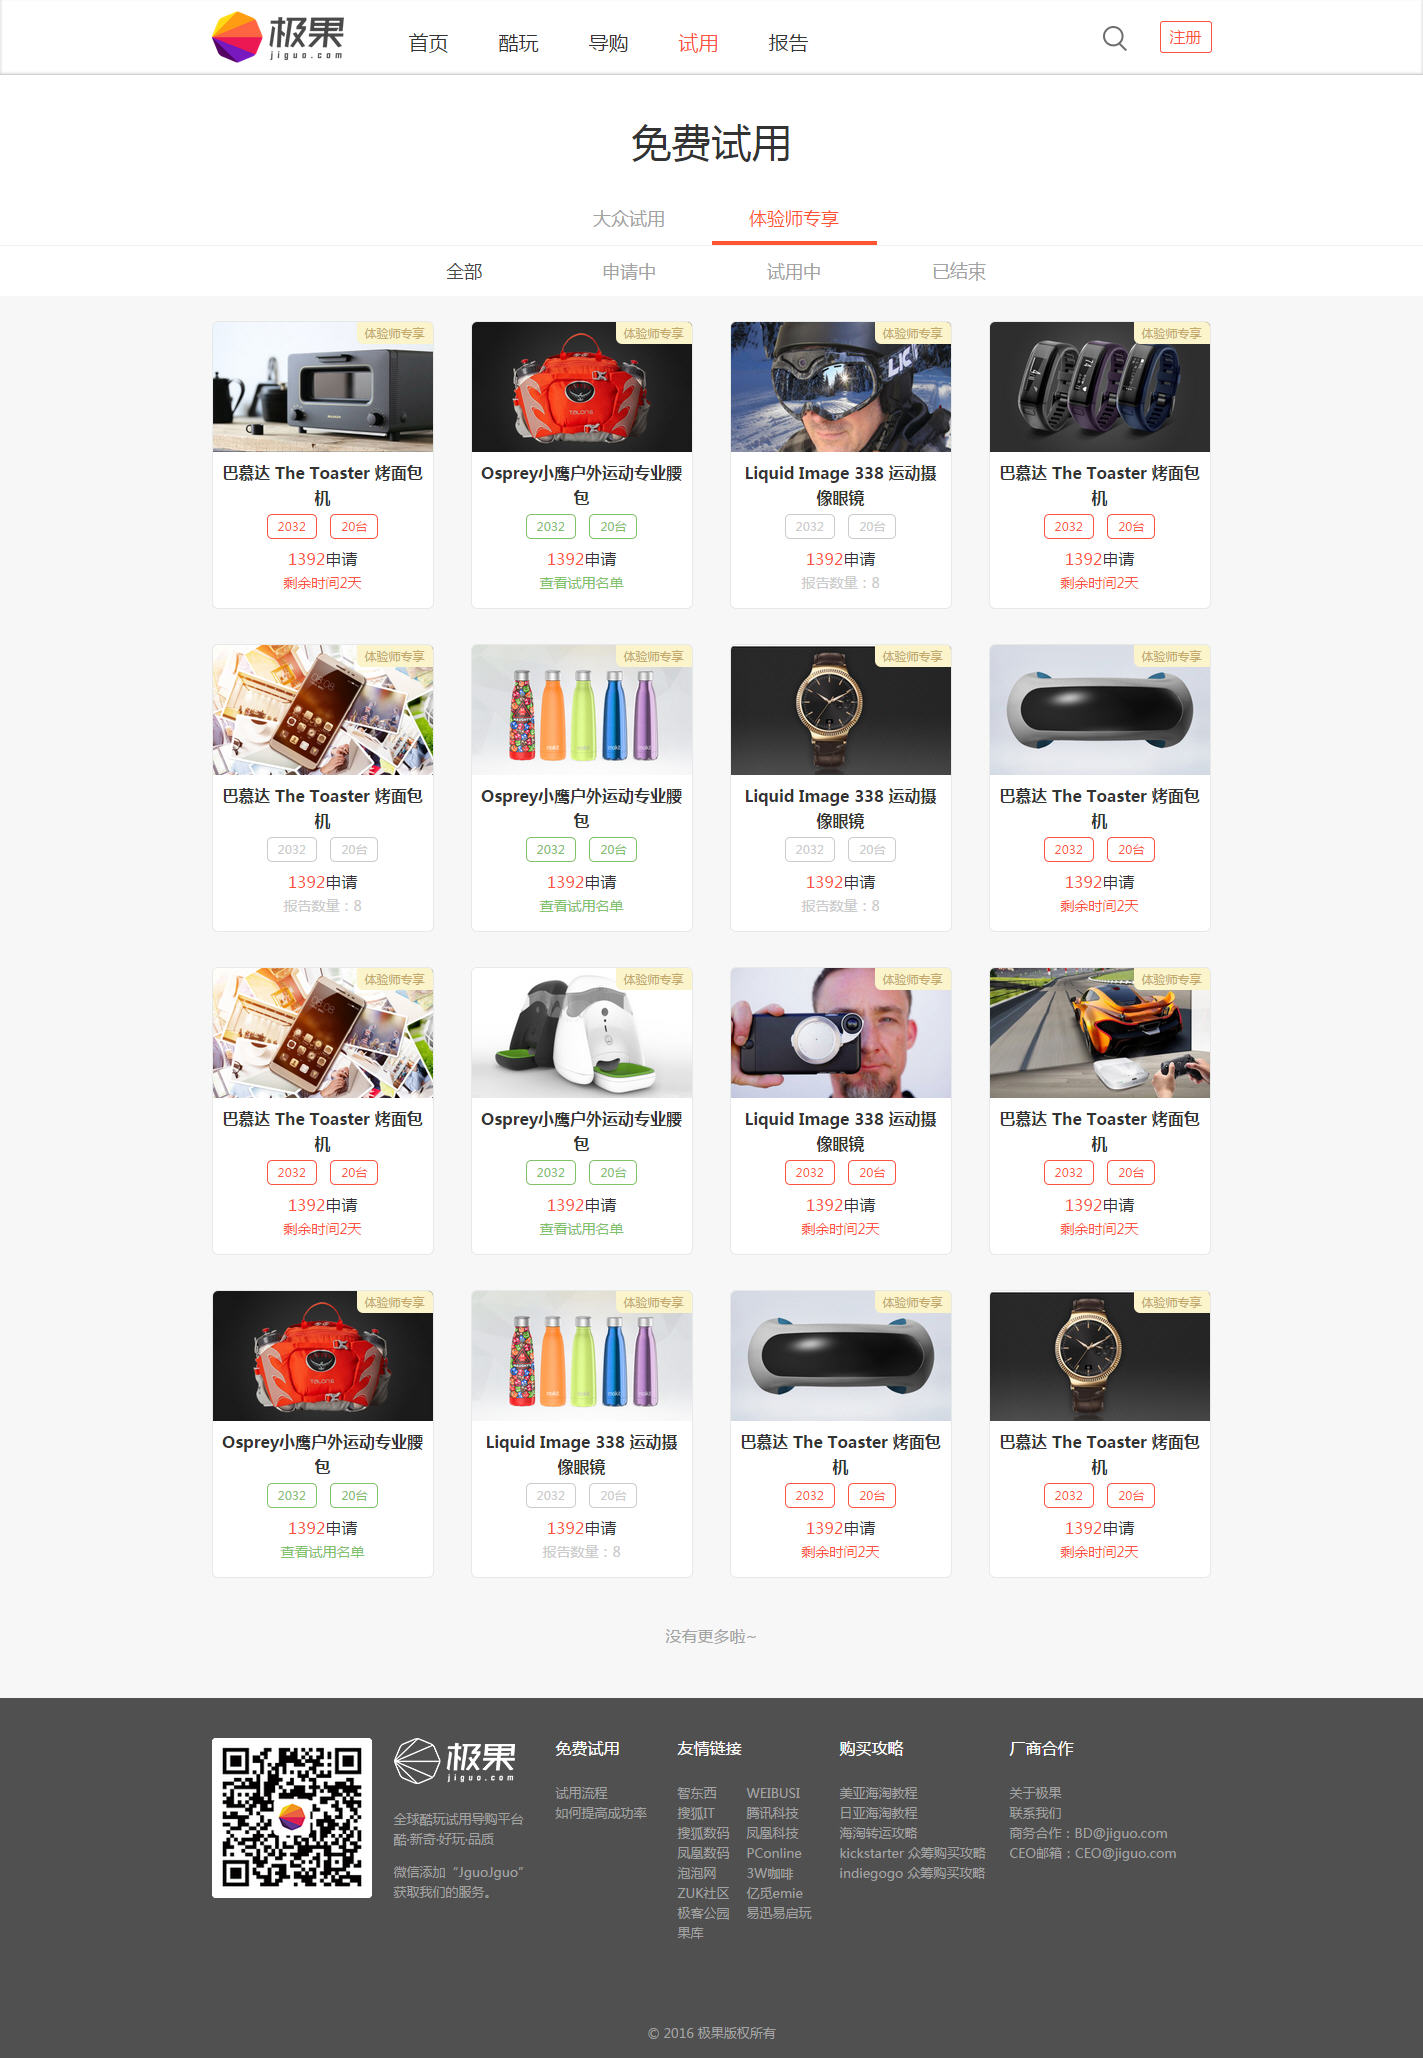 极果
jiguo.com
首页 酷玩 导购 试用 报告
注册
免费试用
大众试用 体验师专享
全部 申请中 试用中 已结束
体验师专享 体验师专享 体验师专享 体验师专享
巴慕达 The Toaster 烤面包
机
2032 20台
1392申请
剩余时间2天
Osprey小鹰户外运动专业腰
包
2032 20台
1392申请
查看试用名单
Liquid Image 338 运动摄
像眼镜
2032 20台
1392申请
报告数量：8
巴慕达 The Toaster 烤面包
机
2032 20台
1392申请
剩余时间2天
体验师专享 体验师专享 体验师专享 体验师专享
巴慕达 The Toaster 烤面包
机
2032 20台
1392申请
报告数量：8
Osprey小鹰户外运动专业腰
包
2032 20台
1392申请
查看试用名单
Liquid Image 338 运动摄
像眼镜
2032 20台
1392申请
报告数量：8
巴慕达 The Toaster 烤面包
机
2032 20台
1392申请
剩余时间2天
体验师专享 体验师专享 体验师专享 体验师专享
巴慕达 The Toaster 烤面包
机
2032 20台
1392申请
剩余时间2天
Osprey小鹰户外运动专业腰
包
2032 20台
1392申请
查看试用名单
Liquid Image 338 运动摄
像眼镜
2032 20台
1392申请
剩余时间2天
巴慕达 The Toaster 烤面包
机
2032 20台
1392申请
剩余时间2天
体验师专享 体验师专享 体验师专享 体验师专享
Osprey小鹰户外运动专业腰
包
2032 20台
1392申请
查看试用名单
Liquid Image 338 运动摄
像眼镜
2032 20台
1392申请
报告数量：8
巴慕达 The Toaster 烤面包
机
2032 20台
1392申请
剩余时间2天
巴慕达 The Toaster 烤面包
机
2032 20台
1392申请
剩余时间2天
没有更多啦~
极果
jiguo.com
全球酷玩试用导购平台
酷·新奇·好玩·品质
微信添加“JguoJguo”
获取我们的服务。
免费试用
试用流程
如何提高成功率
友情链接
智东西 WEIBUSI
搜狐IT 腾讯科技
搜狐数码 凤凰科技
凤凰数码 PConline
泡泡网 3W咖啡
ZUK社区 亿觅emie
极客公园 易迅易启玩
果库
购买攻略
美亚海淘教程
日亚海淘教程
海淘转运攻略
kickstarter 众筹购买攻略
indiegogo 众筹购买攻略
厂商合作
关于极果
联系我们
商务合作：BD@jiguo.com
CEO邮箱：CEO@jiguo.com
© 2016 极果版权所有